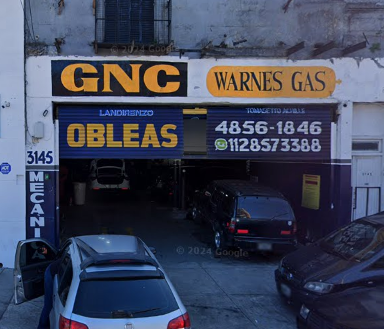 GNC
WARNES GAS
LANDIRENZO
TOMASETTO ACHILLE
OBLEAS
4856-1846
1128573388
3145
MECANI
© 2024 Google